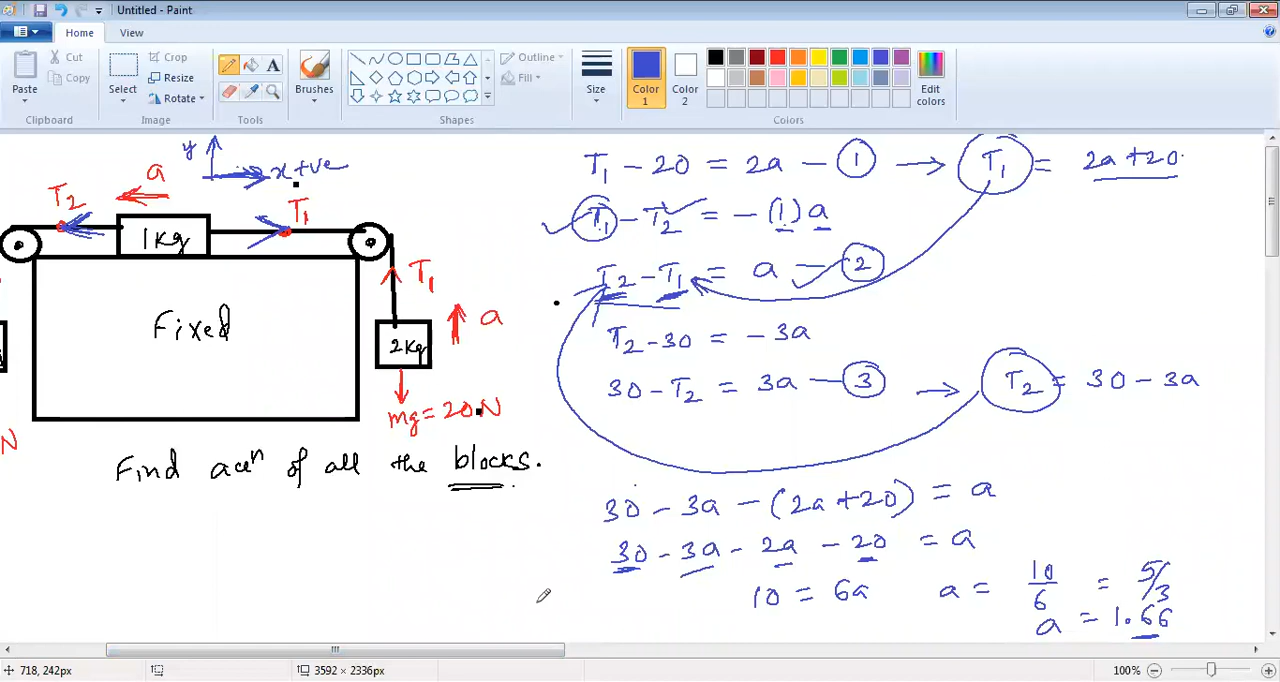 Untitled - Paint
Home View
Paste
Cut
Copy
Clipboard
Select
Crop
Resize
Rotate
Image
A
Tools
Brushes
Shapes
Outline
Fill
Size
Color 1
Color 2
Edit colors
Colors
y
x +ve
a
T2
T1
1Kg
T1
a
Fixed
2Kg
mg = 20 N
N
Find accn of all the blocks.
T1 - 20 = 2a — 1 → T1 = 2a + 20
T1 - T2 = - (1) a
T2 - T1 = a — 2
T2 - 30 = - 3a
30 - T2 = 3a — 3 → T2 = 30 - 3a
30 - 3a - (2a + 20) = a
30 - 3a - 2a - 20 = a
10 = 6a a = 10/6 = 5/3
a = 1.66
718, 242px
3592 × 2336px
100%